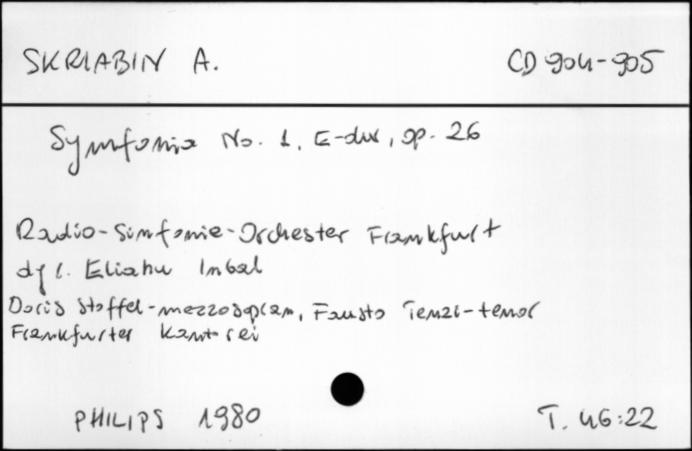 SKRIABIN A. CD 904-905
Symfonia No. 1, E-dur, op. 26
Radio-Simfonie-Orchester Frankfurt
dyr. Eliahu Inbal
Doris Stoffel-mezzosopran, Fausto Tenzi-tenor
Frankfurter Kantorei
PHILIPS 1980 T. 46:22